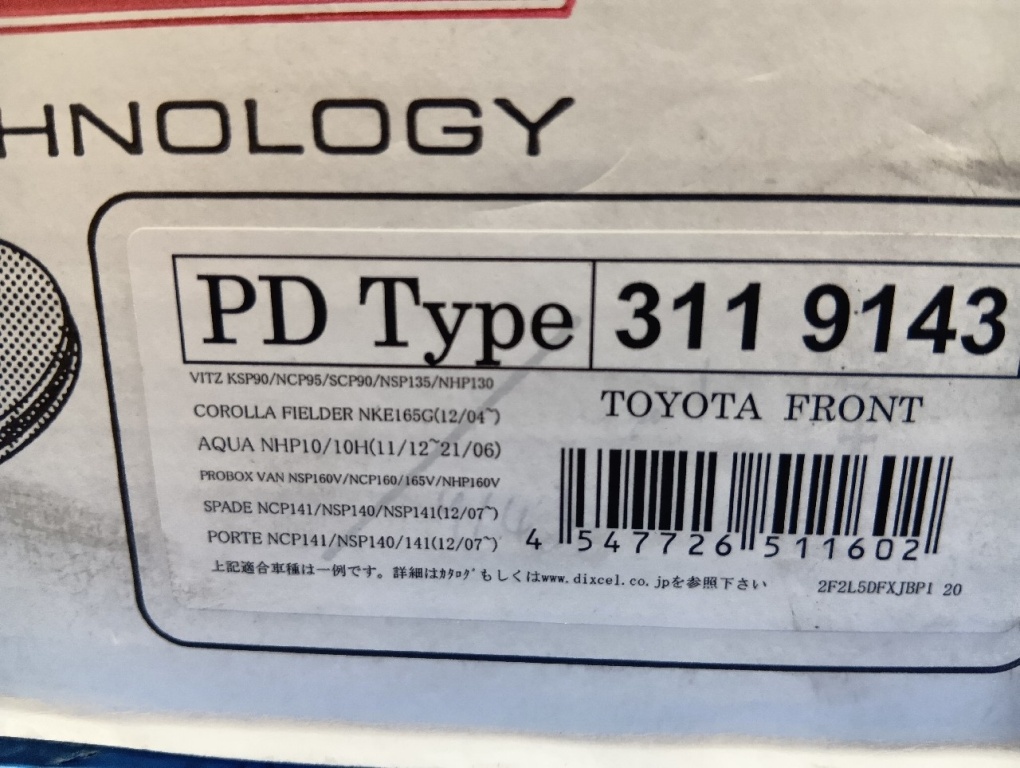 HNOLOGY
PD Type 311 9143
VITZ KSP90/NCP95/SCP90/NSP135/NHP130
COROLLA FIELDER NKE165G(12/04~)
AQUA NHP10/10H(11/12~21/06)
PROBOX VAN NSP160V/NCP160/165V/NHP160V
SPADE NCP141/NSP140/NSP141(12/07~)
PORTE NCP141/NSP140/141(12/07~)
TOYOTA FRONT
4 547726 511602
上記適合車種は一例です。詳細はｶﾀﾛｸﾞもしくはwww.dixcel.co.jpを参照下さい
2F2L5DFXJBP1 20